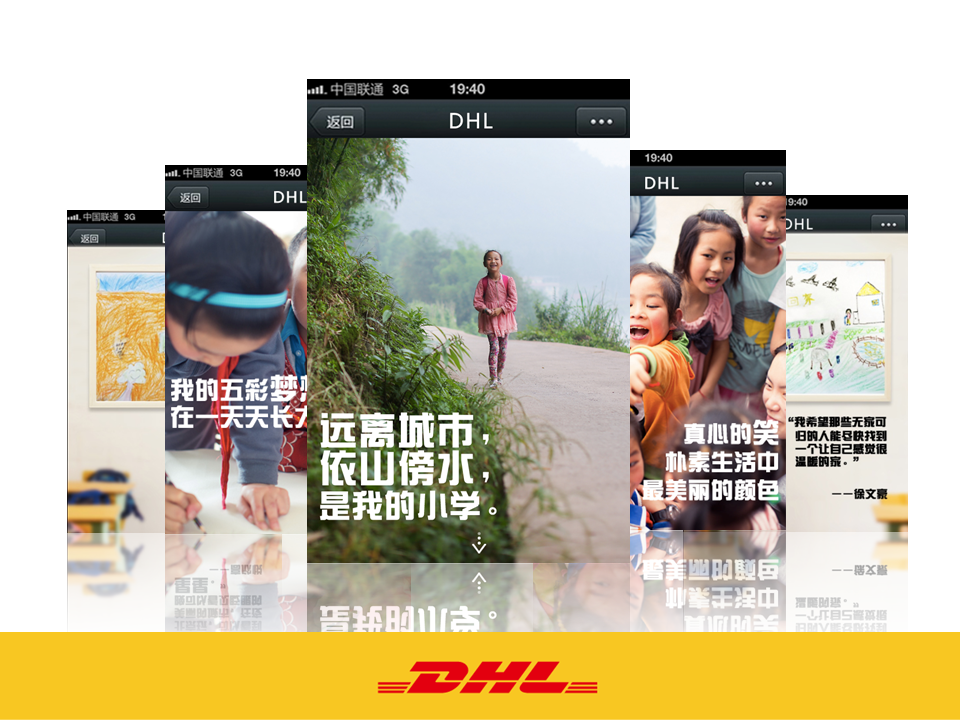 中国联通 3G 19:40
返回 DHL
远离城市，
依山傍水，
是我的小学。
中国联通 3G 19:40
返回 DHL
我的五彩梦
在一天天长
中国联通 3G
返回
19:40
DHL
真心的笑
朴素生活中
最美丽的颜色
19:40
DHL
“我希望那些无家可
归的人能尽快找到
一个让自己感觉很
温暖的家。”
——徐文豪
DHL